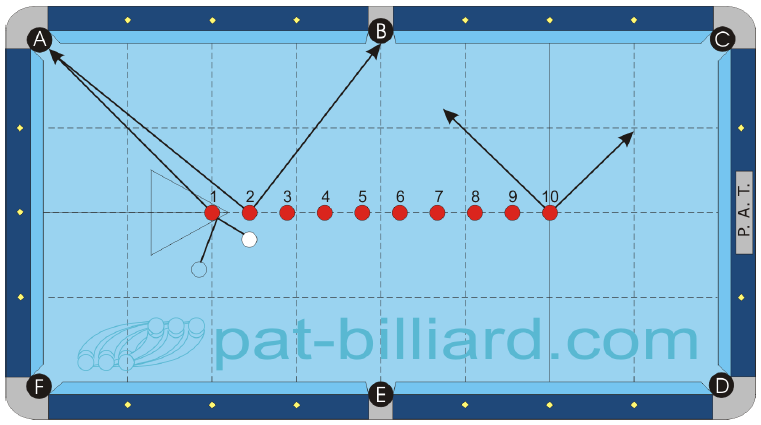 A B C
1 2 3 4 5 6 7 8 9 10
P. A. T.
pat-billiard.com
F E D